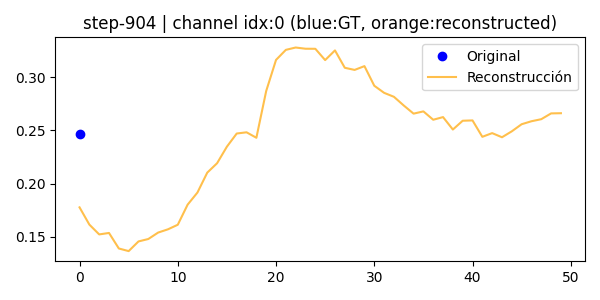 step-904 | channel idx:0 (blue:GT, orange:reconstructed)
Original
Reconstrucción
0.30
0.25
0.20
0.15
0 10 20 30 40 50